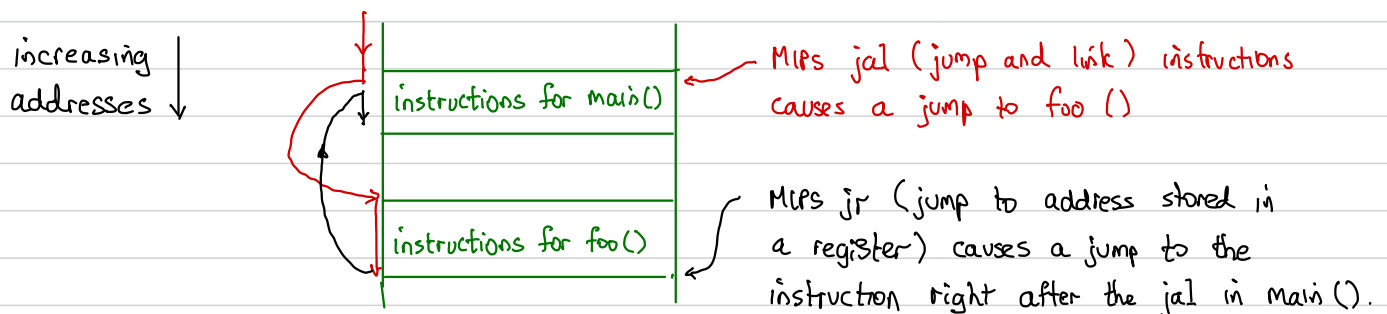 increasing
addresses
instructions for main()
instructions for foo()
MIPS jal (jump and link) instructions
causes a jump to foo ()
MIPS jr (jump to address stored in
a register) causes a jump to the
instruction right after the jal in main().